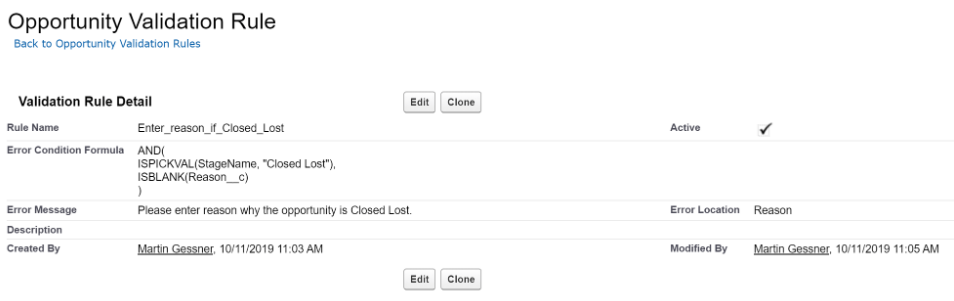 Opportunity Validation Rule
Back to Opportunity Validation Rules
Validation Rule Detail Edit Clone
Rule Name Enter_reason_if_Closed_Lost Active
Error Condition Formula AND(
ISPICKVAL(StageName, "Closed Lost"),
ISBLANK(Reason__c)
)
Error Message Please enter reason why the opportunity is Closed Lost. Error Location Reason
Description
Created By Martin Gessner, 10/11/2019 11:03 AM Modified By Martin Gessner, 10/11/2019 11:05 AM
Edit Clone